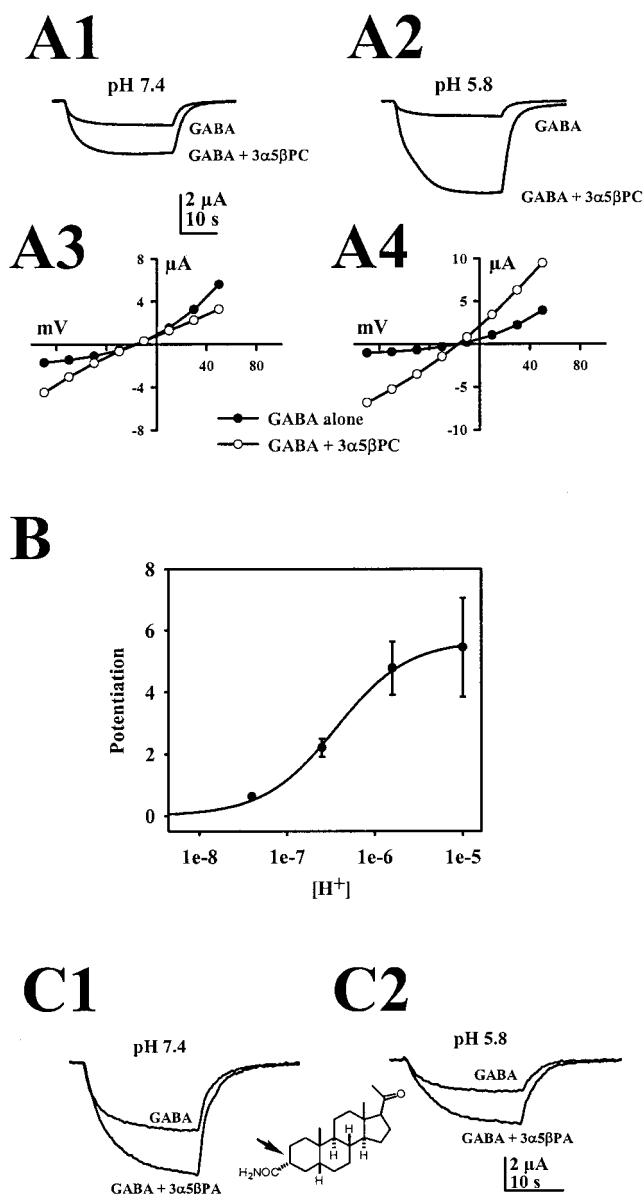 A1 A2
pH 7.4 pH 5.8
GABA GABA
GABA + 3α5βPC
GABA + 3α5βPC
2 µA
10 s
A3 A4
8 µA 10 µA
4 5
mV mV
40 80 40 80
-4 -5
-8 -10
GABA alone
GABA + 3α5βPC
B
8
6
4
2
0
Potentiation
1e-8 1e-7 1e-6 1e-5
[H⁺]
C1 C2
pH 7.4 pH 5.8
GABA GABA
GABA + 3α5βPA
GABA + 3α5βPA
O
H H
H
H₂NOC H
2 µA
10 s